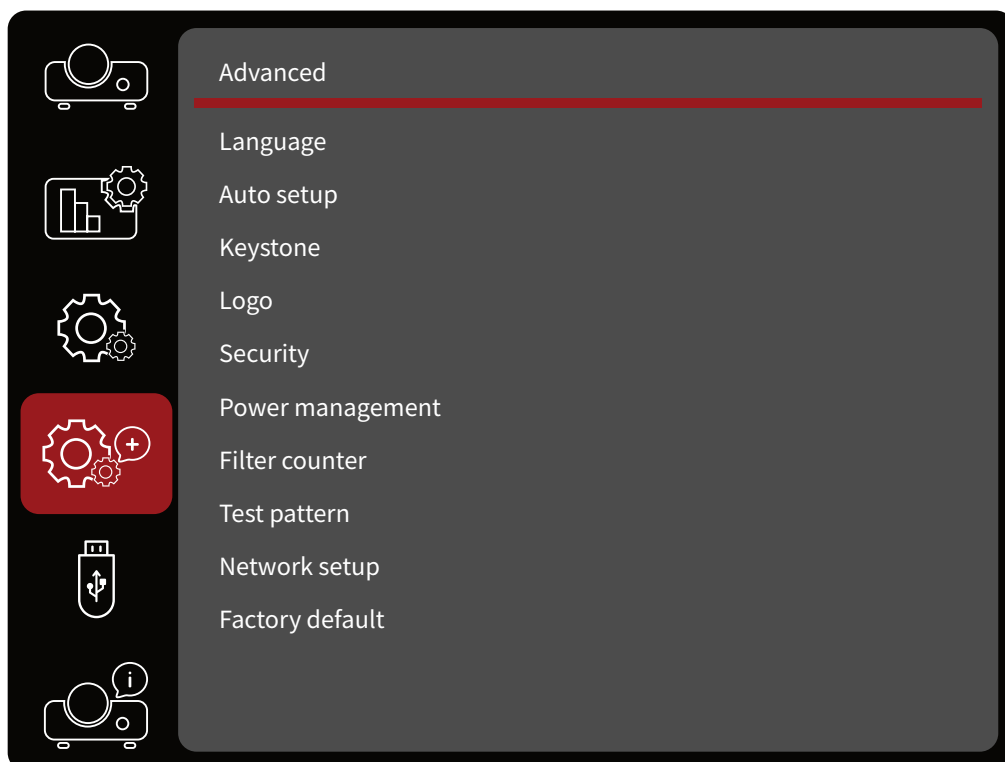 Advanced
Language
Auto setup
Keystone
Logo
Security
Power management
Filter counter
Test pattern
Network setup
Factory default